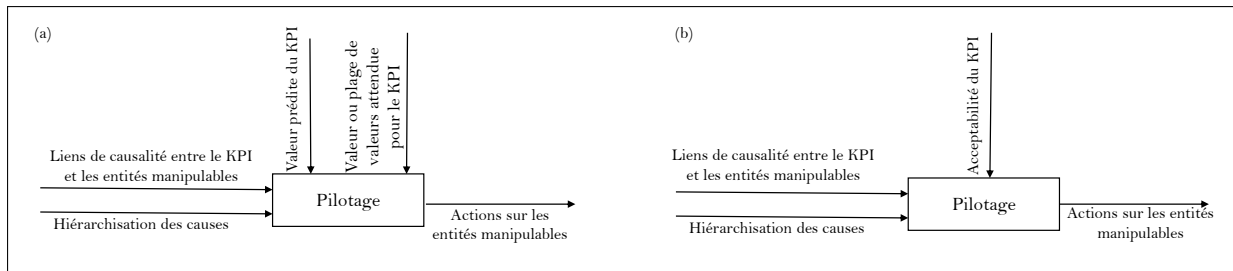 (a)
Valeur prédite du KPI
Valeur ou plage de
valeurs attendue
pour le KPI
Liens de causalité entre le KPI
et les entités manipulables
Hiérarchisation des causes
Pilotage
Actions sur les
entités manipulables
(b)
Acceptabilité du KPI
Liens de causalité entre le KPI
et les entités manipulables
Hiérarchisation des causes
Pilotage
Actions sur les entités
manipulables